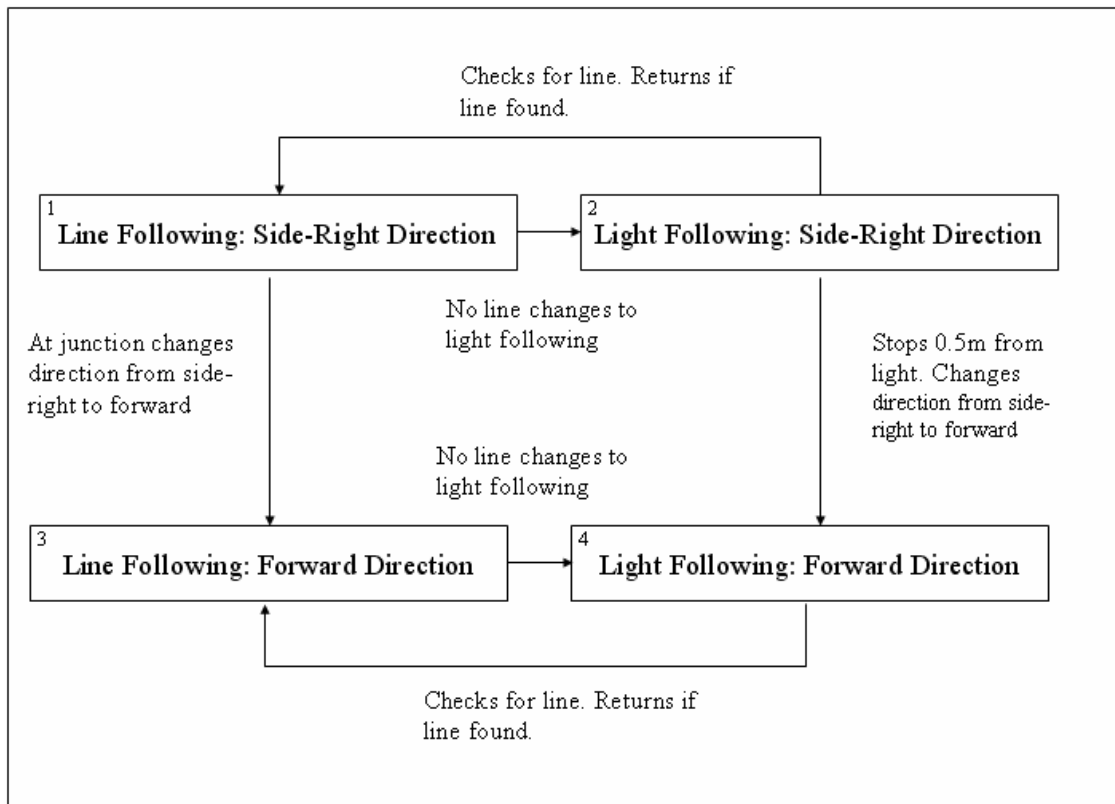 Checks for line. Returns if
line found.
1
Line Following: Side-Right Direction
2
Light Following: Side-Right Direction
No line changes to
light following
At junction changes
direction from side-
right to forward
Stops 0.5m from
light. Changes
direction from side-
right to forward
No line changes to
light following
3
Line Following: Forward Direction
4
Light Following: Forward Direction
Checks for line. Returns if
line found.